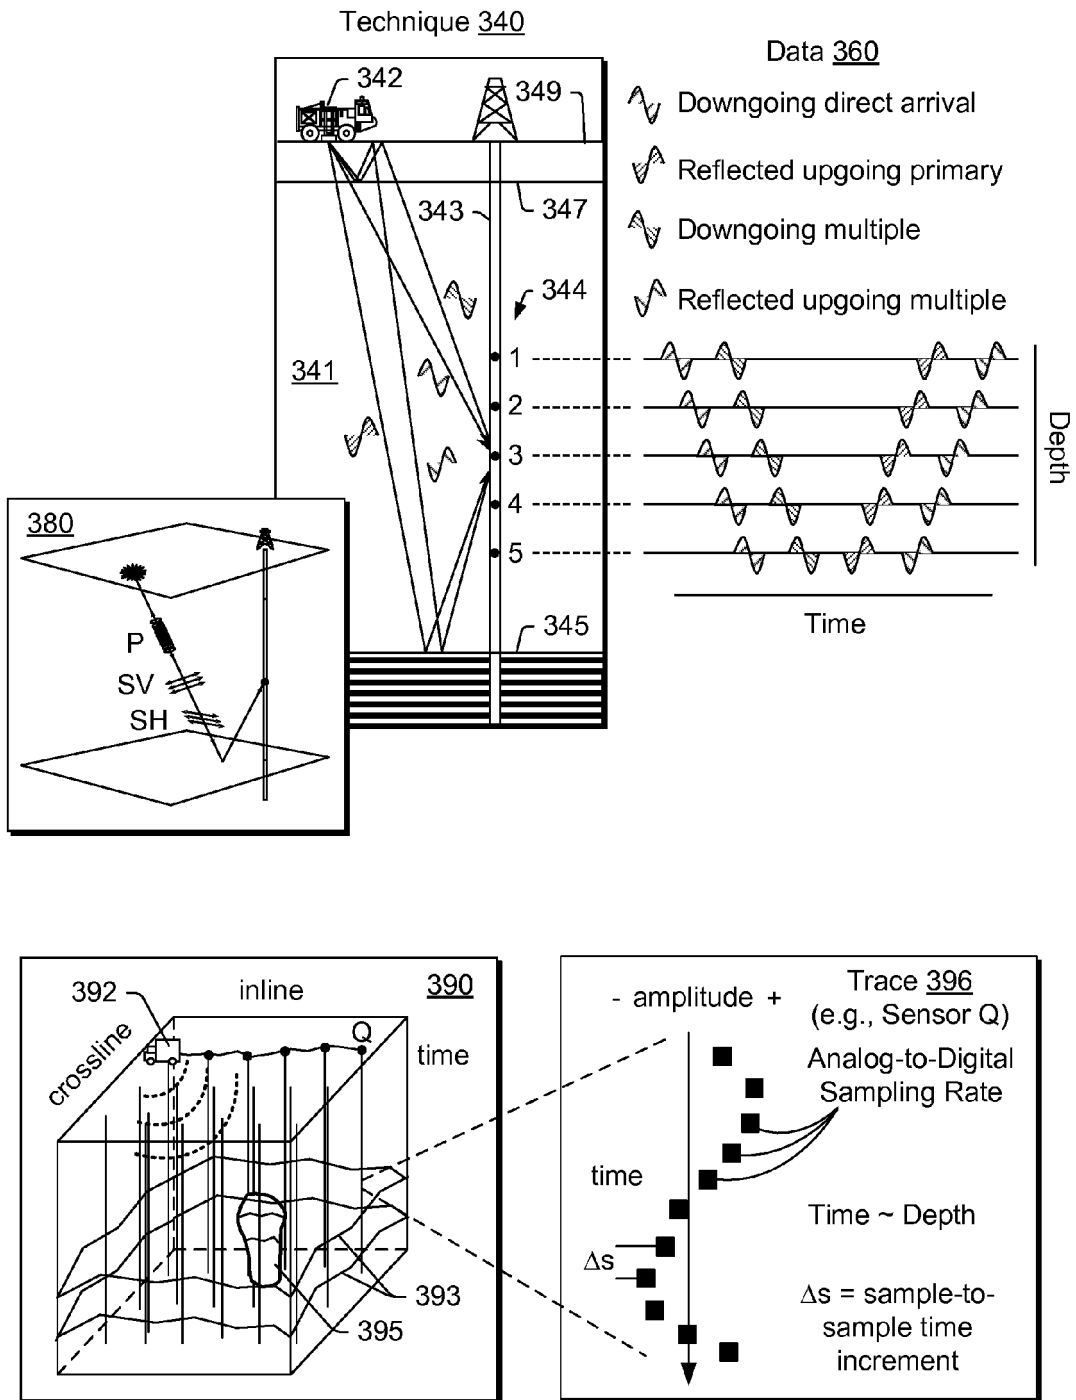 Technique 340
342
349
343
347
344
341
1
2
3
4
5
345
Data 360
Downgoing direct arrival
Reflected upgoing primary
Downgoing multiple
Reflected upgoing multiple
Depth
Time
380
P
SV
SH
390
392
inline
crossline
Q
time
393
395
Trace 396
(e.g., Sensor Q)
- amplitude +
Analog-to-Digital
Sampling Rate
time
Time ~ Depth
Δs
Δs = sample-to-
sample time
increment